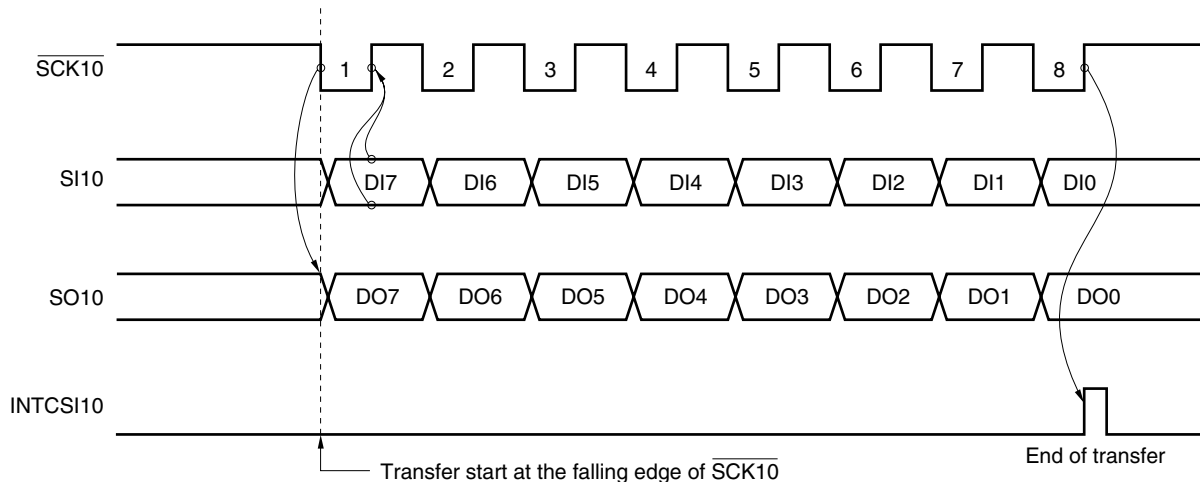 SCK10 1 2 3 4 5 6 7 8
SI10 DI7 DI6 DI5 DI4 DI3 DI2 DI1 DI0
SO10 DO7 DO6 DO5 DO4 DO3 DO2 DO1 DO0
INTCSI10
End of transfer
Transfer start at the falling edge of SCK10